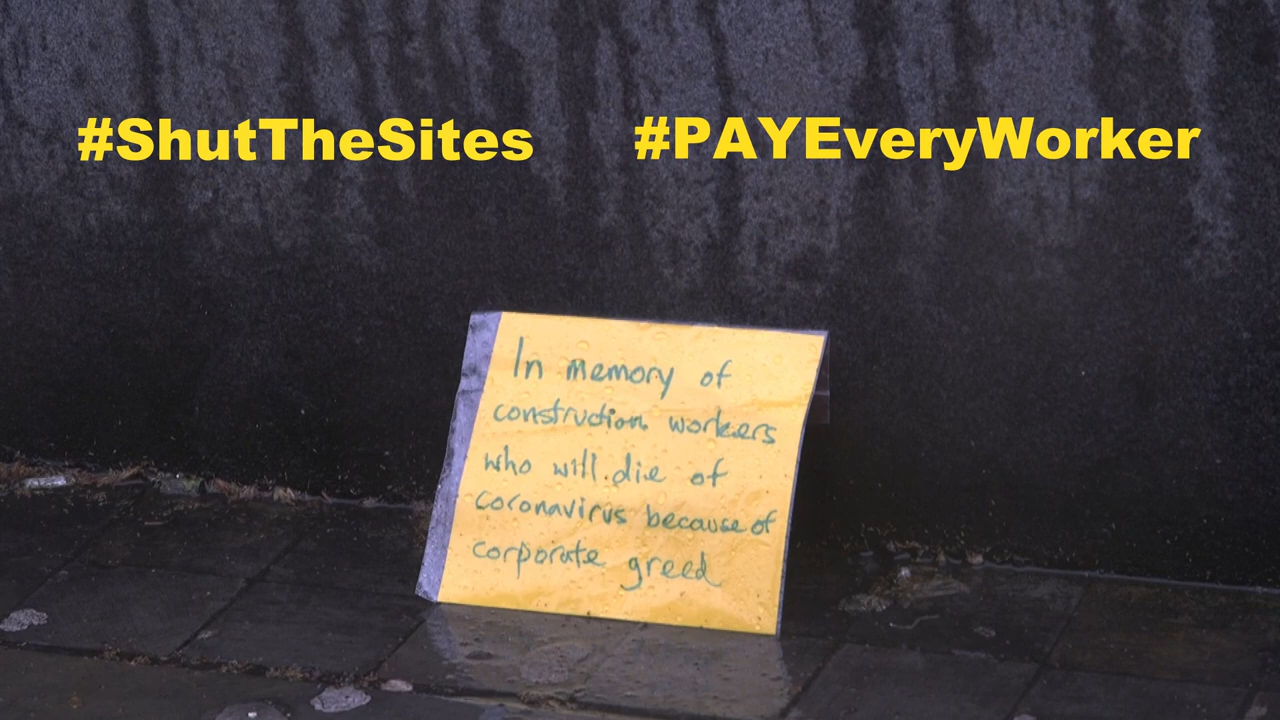 #ShutTheSites #PAYEveryWorker
In memory of
construction workers
who will die of
coronavirus because of
corporate greed